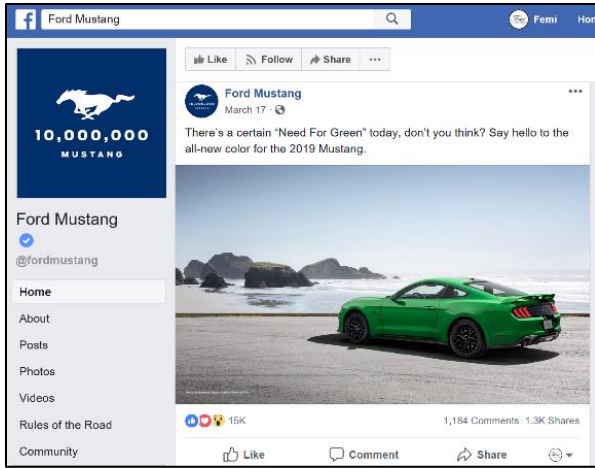 Ford Mustang
Femi
Hon
Like
Follow
Share
10,000,000
MUSTANG
Ford Mustang
@fordmustang
Home
About
Posts
Photos
Videos
Rules of the Road
Community
Ford Mustang
March 17 ·
There's a certain “Need For Green” today, don't you think? Say hello to the
all-new color for the 2019 Mustang.
15K
1,184 Comments 1.3K Shares
Like
Comment
Share